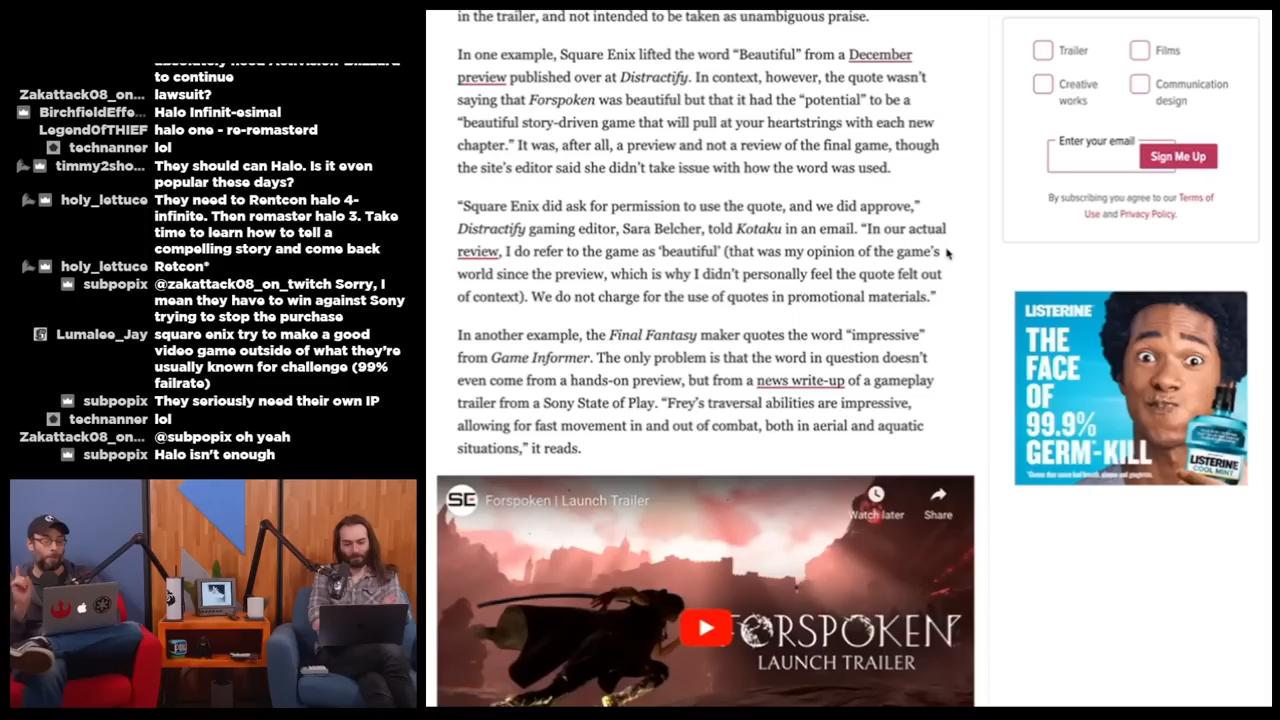 absolutely need Activision-Blizzard
to continue
Zakattack08_on... lawsuit?
BirchfieldEffe... Halo Infinit-esimal
LegendOfTHIEF halo one - re-remasterd
technanner lol
timmy2sho... They should can Halo. Is it even
popular these days?
holy_lettuce They need to Rentcon halo 4-
infinite. Then remaster halo 3. Take
time to learn how to tell a
compelling story and come back
holy_lettuce Retcon*
subpopix @zakattack08_on_twitch Sorry, I
mean they have to win against Sony
trying to stop the purchase
Lumalee_Jay square enix try to make a good
video game outside of what they're
usually known for challenge (99%
failrate)
subpopix They seriously need their own IP
technanner lol
Zakattack08_on... @subpopix oh yeah
subpopix Halo isn't enough
in the trailer, and not intended to be taken as unambiguous praise.
In one example, Square Enix lifted the word “Beautiful” from a December
preview published over at Distractify. In context, however, the quote wasn’t
saying that Forspoken was beautiful but that it had the “potential” to be a
“beautiful story-driven game that will pull at your heartstrings with each new
chapter.” It was, after all, a preview and not a review of the final game, though
the site’s editor said she didn’t take issue with how the word was used.
“Square Enix did ask for permission to use the quote, and we did approve,”
Distractify gaming editor, Sara Belcher, told Kotaku in an email. “In our actual
review, I do refer to the game as ‘beautiful’ (that was my opinion of the game’s
world since the preview, which is why I didn’t personally feel the quote felt out
of context). We do not charge for the use of quotes in promotional materials.”
In another example, the Final Fantasy maker quotes the word “impressive”
from Game Informer. The only problem is that the word in question doesn’t
even come from a hands-on preview, but from a news write-up of a gameplay
trailer from a Sony State of Play. “Frey’s traversal abilities are impressive,
allowing for fast movement in and out of combat, both in aerial and aquatic
situations,” it reads.
SE Forspoken | Launch Trailer
Watch later
Share
FORSPOKEN
LAUNCH TRAILER
Trailer
Films
Creative
works
Communication
design
Enter your email
Sign Me Up
By subscribing you agree to our Terms of
Use and Privacy Policy.
LISTERINE
THE
FACE
OF
99.9%
GERM-KILL
LISTERINE
COOL MINT